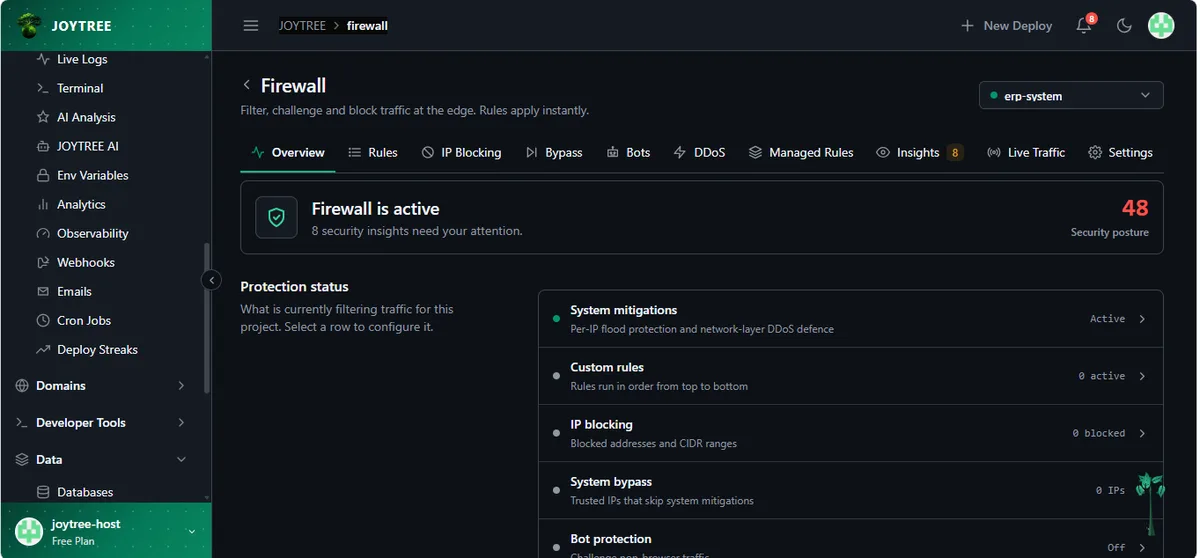 JOYTREE
JOYTREE > firewall
New Deploy
8
Live Logs
Terminal
AI Analysis
JOYTREE AI
Env Variables
Analytics
Observability
Webhooks
Emails
Cron Jobs
Deploy Streaks
Domains
Developer Tools
Data
Databases
joytree-host
Free Plan
Firewall
Filter, challenge and block traffic at the edge. Rules apply instantly.
erp-system
Overview
Rules
IP Blocking
Bypass
Bots
DDoS
Managed Rules
Insights 8
Live Traffic
Settings
Firewall is active
8 security insights need your attention.
48
Security posture
Protection status
What is currently filtering traffic for this
project. Select a row to configure it.
System mitigations
Per-IP flood protection and network-layer DDoS defence
Active
Custom rules
Rules run in order from top to bottom
0 active
IP blocking
Blocked addresses and CIDR ranges
0 blocked
System bypass
Trusted IPs that skip system mitigations
0 IPs
Bot protection
Challenge non-browser traffic
Off